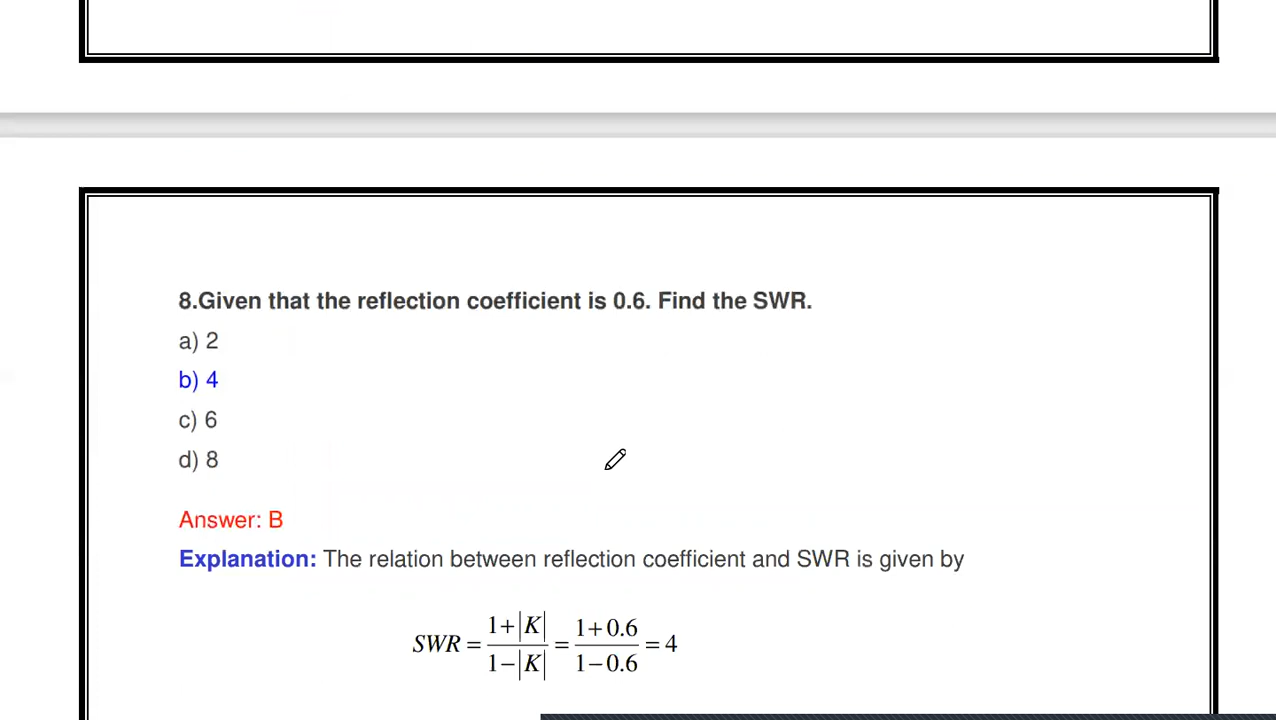 8.Given that the reflection coefficient is 0.6. Find the SWR.
a) 2
b) 4
c) 6
d) 8
Answer: B
Explanation: The relation between reflection coefficient and SWR is given by
SWR = \frac{1+|K|}{1-|K|} = \frac{1+0.6}{1-0.6} = 4